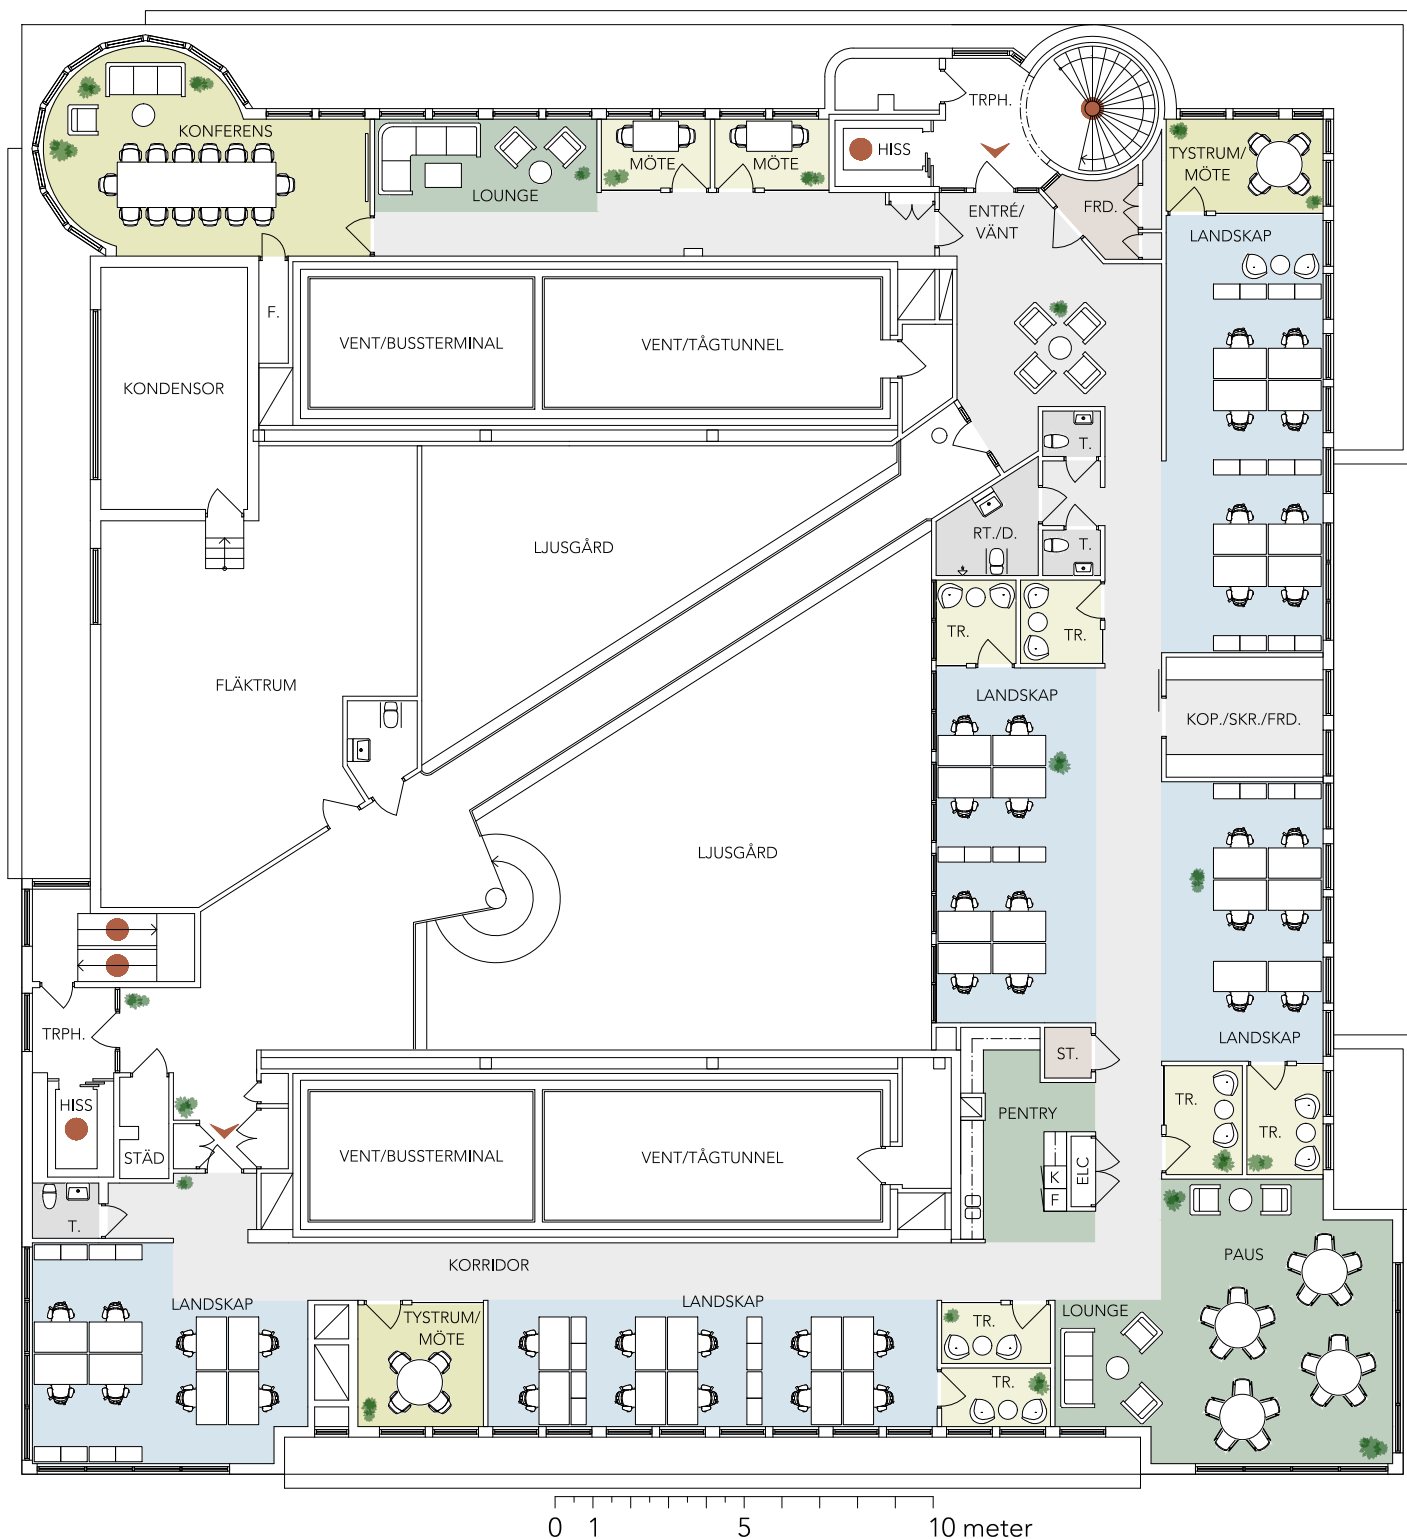 TRPH.
KONFERENS
HISS
MÖTE
MÖTE
TYSTRUM/
MÖTE
LOUNGE
ENTRÉ/
VÄNT
FRD.
LANDSKAP
F.
VENT/BUSSTERMINAL
VENT/TÅGTUNNEL
KONDENSOR
T.
RT./D.
T.
LJUSGÅRD
TR.
TR.
FLÄKTRUM
LANDSKAP
KOP./SKR./FRD.
LJUSGÅRD
TRPH.
LANDSKAP
ST.
HISS
PENTRY
TR.
TR.
STÄD
VENT/BUSSTERMINAL
VENT/TÅGTUNNEL
K
F
ELC
T.
KORRIDOR
PAUS
LANDSKAP
TYSTRUM/
MÖTE
LANDSKAP
TR.
LOUNGE
TR.
0 1 5 10 meter